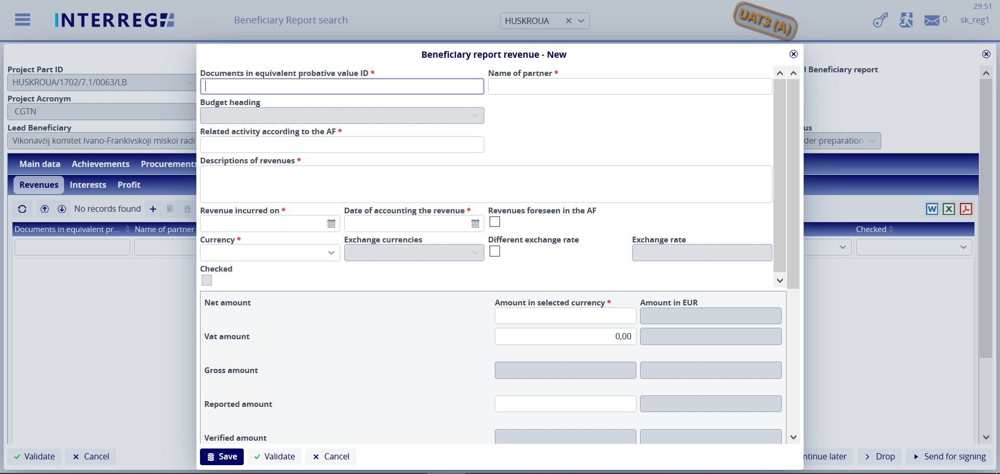 29:51
INTERREG
Beneficiary Report search
HUSKROUA
UAT3 (A)
0
sk_reg1
Beneficiary report revenue - New
Project Part ID
HUSKROUA/1702/7.1/0063/LB
Project Acronym
CGTN
Lead Beneficiary
Vikonavčij komitet Ivano-Frankivskoji miskoi radi
l Beneficiary report
us
der preparation
Main data Achievements Procurements
Revenues Interests Profit
No records found
Documents in equivalent pr... Name of partner
Checked
Documents in equivalent probative value ID * Name of partner *
Budget heading
Related activity according to the AF *
Descriptions of revenues *
Revenue incurred on * Date of accounting the revenue * Revenues foreseen in the AF
Currency * Exchange currencies Different exchange rate Exchange rate
Checked
Net amount Amount in selected currency * Amount in EUR
Vat amount 0,00
Gross amount
Reported amount
Verified amount
Save Validate Cancel
Validate Cancel
ntinue later Drop Send for signing